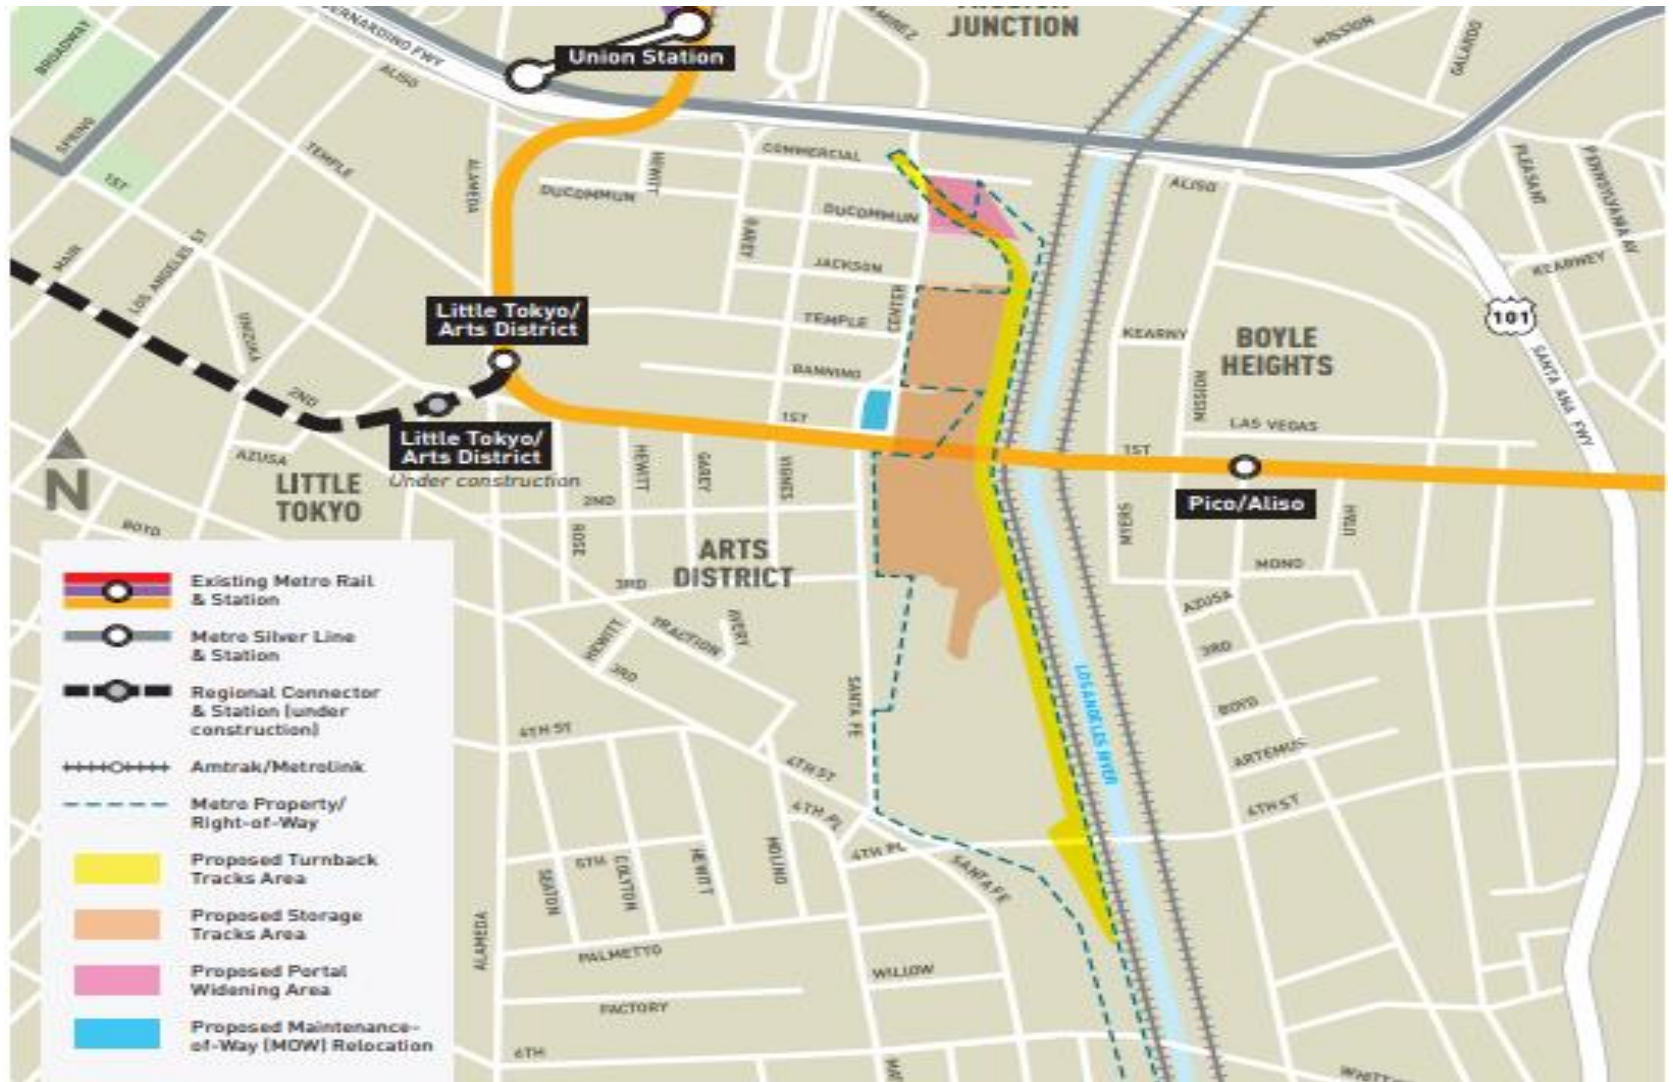 JUNCTION
BERNARDINO FWY
BROADWAY
ALISO
Union Station
MISSION
GALARDO
SPRING
1ST
TEMPLE
ALAMEDA
HEWITT
COMMERCIAL
DUCOMMUN
DUCOMMUN
GAREY
ALISO
PLEASANT
PENNSYLVANIA AV
KEARNEY
MAIN
LOS ANGELES ST
JACKSON
TEMPLE
CENTER
BANNING
Little Tokyo/
Arts District
KEARNY
BOYLE
HEIGHTS
101
SANTA ANA FWY
MISSION
2ND
1ST
LAS VEGAS
1ST
Little Tokyo/
Arts District
Under construction
AZUSA
N
LITTLE
TOKYO
BOYD
HEWITT
GAREY
VIGNES
2ND
ROSE
3RD
ARTS
DISTRICT
Pico/Aliso
MYERS
UTAH
MONO
AZUSA
3RD
BOYD
ARTEMUS
4TH ST
HEWITT
TRACTION
AVERY
3RD
SANTA FE
LOS ANGELES RIVER
4TH ST
4TH ST
4TH PL
4TH PL
SANTA FE
5TH
SEATON
COLYTON
HEWITT
MOLINO
ALAMEDA
PALMETTO
WILLOW
FACTORY
6TH
Existing Metro Rail
& Station
Metro Silver Line
& Station
Regional Connector
& Station (under
construction)
Amtrak/Metrolink
Metro Property/
Right-of-Way
Proposed Turnback
Tracks Area
Proposed Storage
Tracks Area
Proposed Portal
Widening Area
Proposed Maintenance-
of-Way (MOW) Relocation